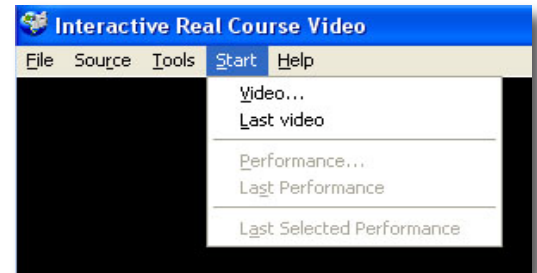 Interactive Real Course Video
File Source Tools Start Help
Video...
Last video
Performance...
Last Performance
Last Selected Performance